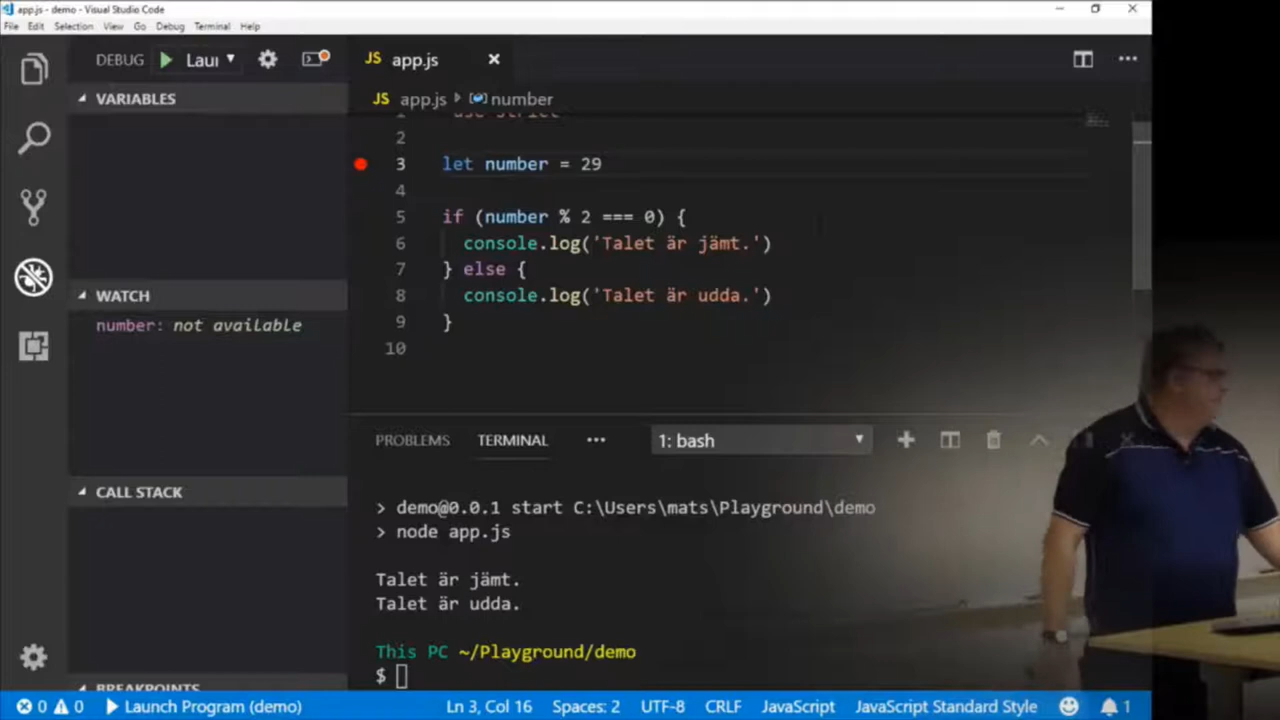 app.js - demo - Visual Studio Code
File Edit Selection View Go Debug Terminal Help
DEBUG Laui
JS app.js
VARIABLES
JS app.js number
1 'use strict'
2
3 let number = 29
4
5 if (number % 2 === 0) {
6 console.log('Talet är jämt.')
7 } else {
8 console.log('Talet är udda.')
9 }
10
WATCH
number: not available
CALL STACK
BREAKPOINTS
PROBLEMS TERMINAL ••• 1: bash
> demo@0.0.1 start C:\Users\mats\Playground\demo
> node app.js
Talet är jämt.
Talet är udda.
This PC ~/Playground/demo
$
0 0 Launch Program (demo) Ln 3, Col 16 Spaces: 2 UTF-8 CRLF JavaScript JavaScript Standard Style 1